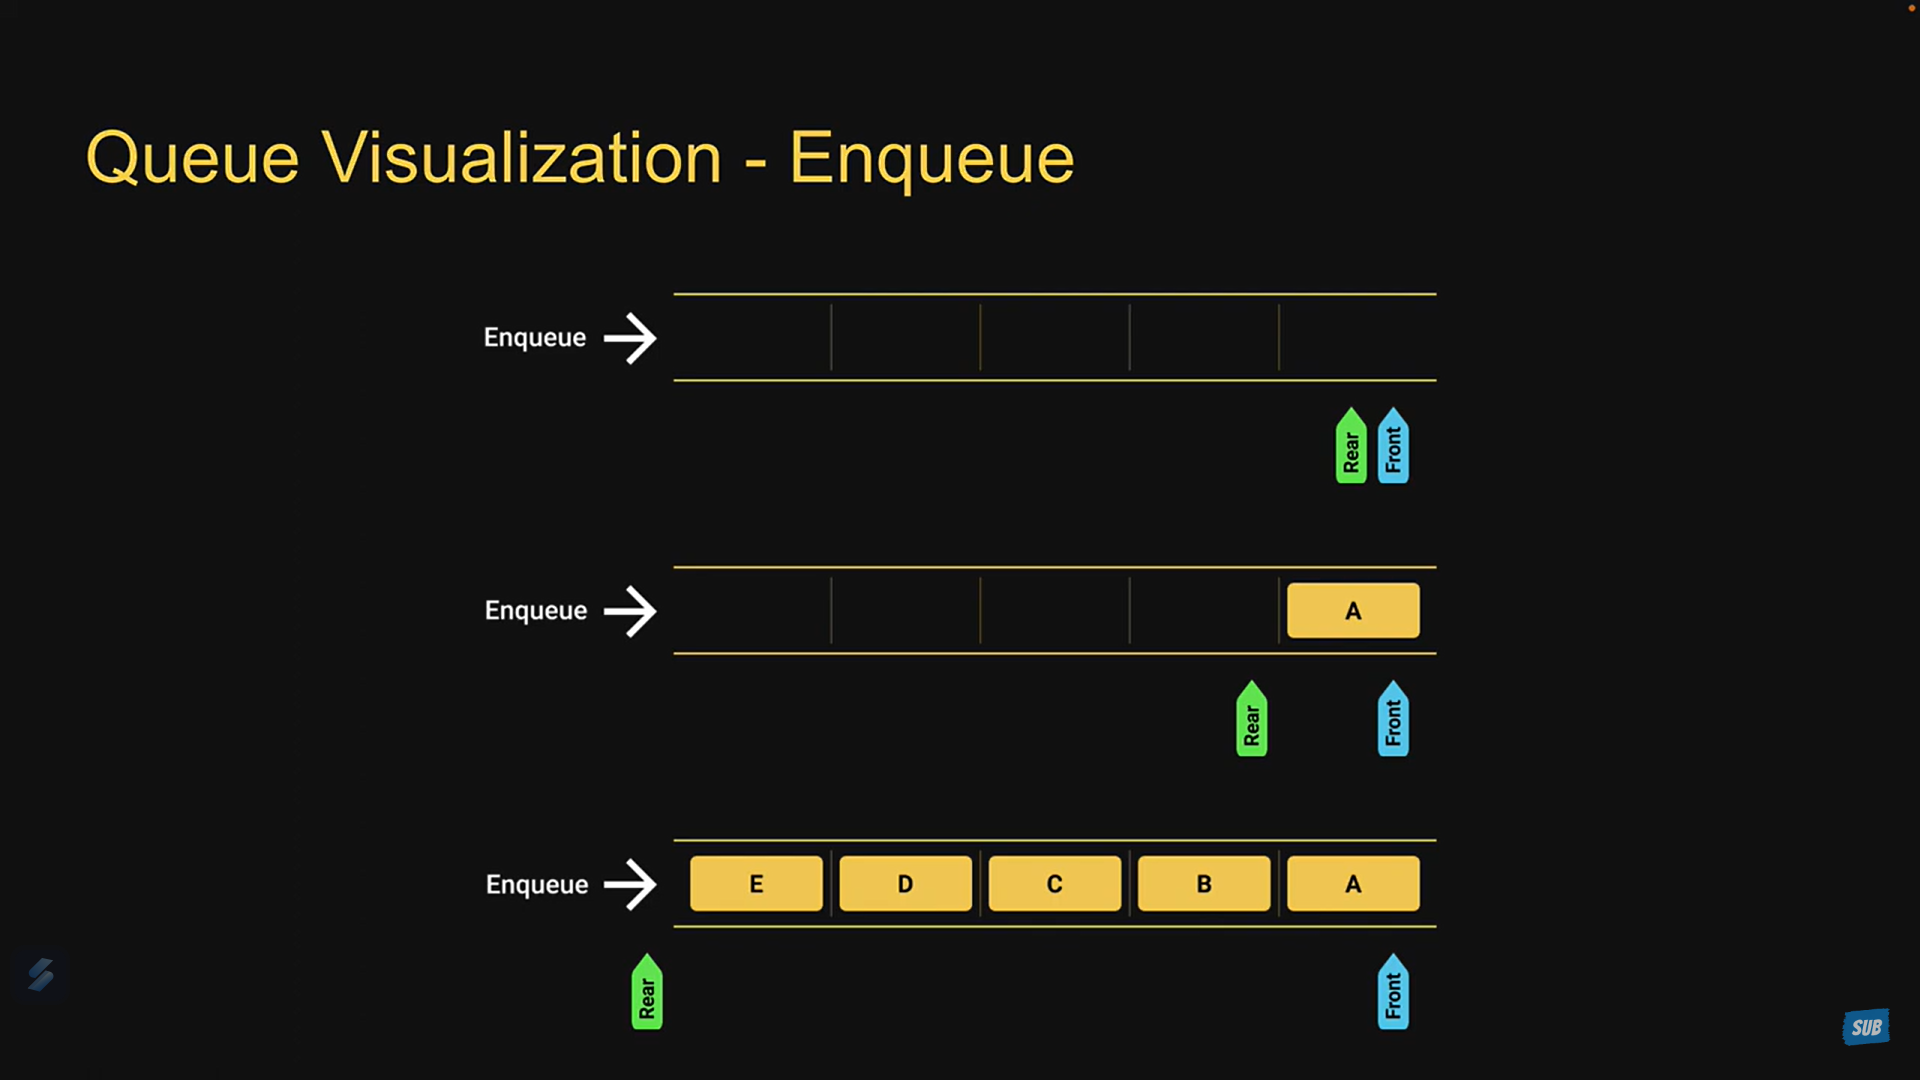 Queue Visualization - Enqueue
Enqueue
Rear
Front
Enqueue
A
Rear
Front
Enqueue
E
D
C
B
A
Rear
Front
SUB